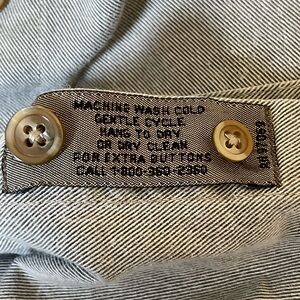 MACHINE WASH COLD
GENTLE CYCLE
HANG TO DRY
OR DRY CLEAN
FOR EXTRA BUTTONS
CALL 1-800-360-2360